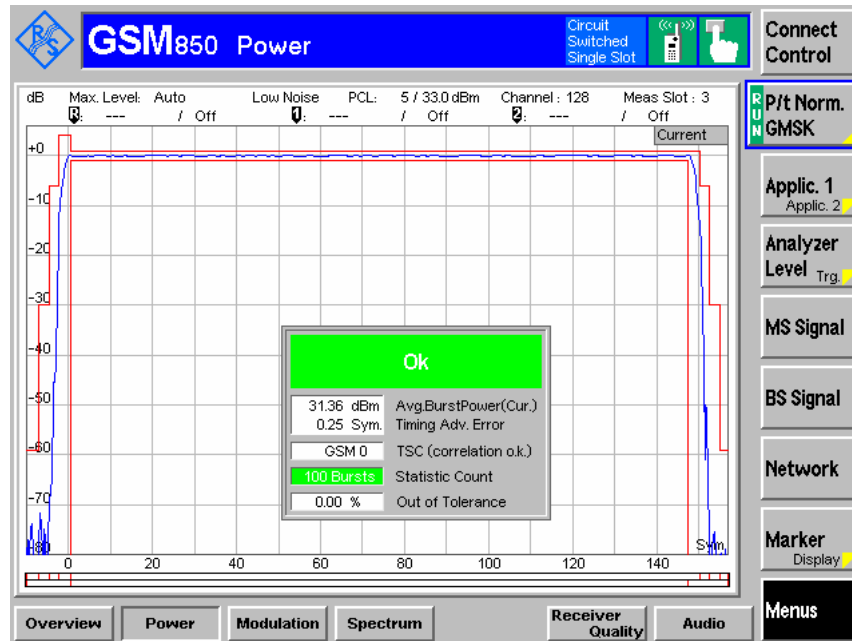 R&S
GSM850 Power
Circuit
Switched
Single Slot
Connect
Control
dB Max. Level: Auto Low Noise PCL: 5 / 33.0 dBm Channel : 128 Meas Slot : 3
--- / Off 1: --- / Off 2: --- / Off
RUN
P/t Norm.
GMSK
Current
+0
-10
-20
-30
-40
-50
-60
-70
-80
Applic. 1
Applic. 2
Analyzer
Level Trg.
MS Signal
BS Signal
Network
Marker
Display
Menus
Ok
31.36 dBm Avg.BurstPower(Cur.)
0.25 Sym. Timing Adv. Error
GSM 0 TSC (correlation o.k.)
100 Bursts Statistic Count
0.00 % Out of Tolerance
Sym.
0 20 40 60 80 100 120 140
Overview Power Modulation Spectrum Receiver Quality Audio